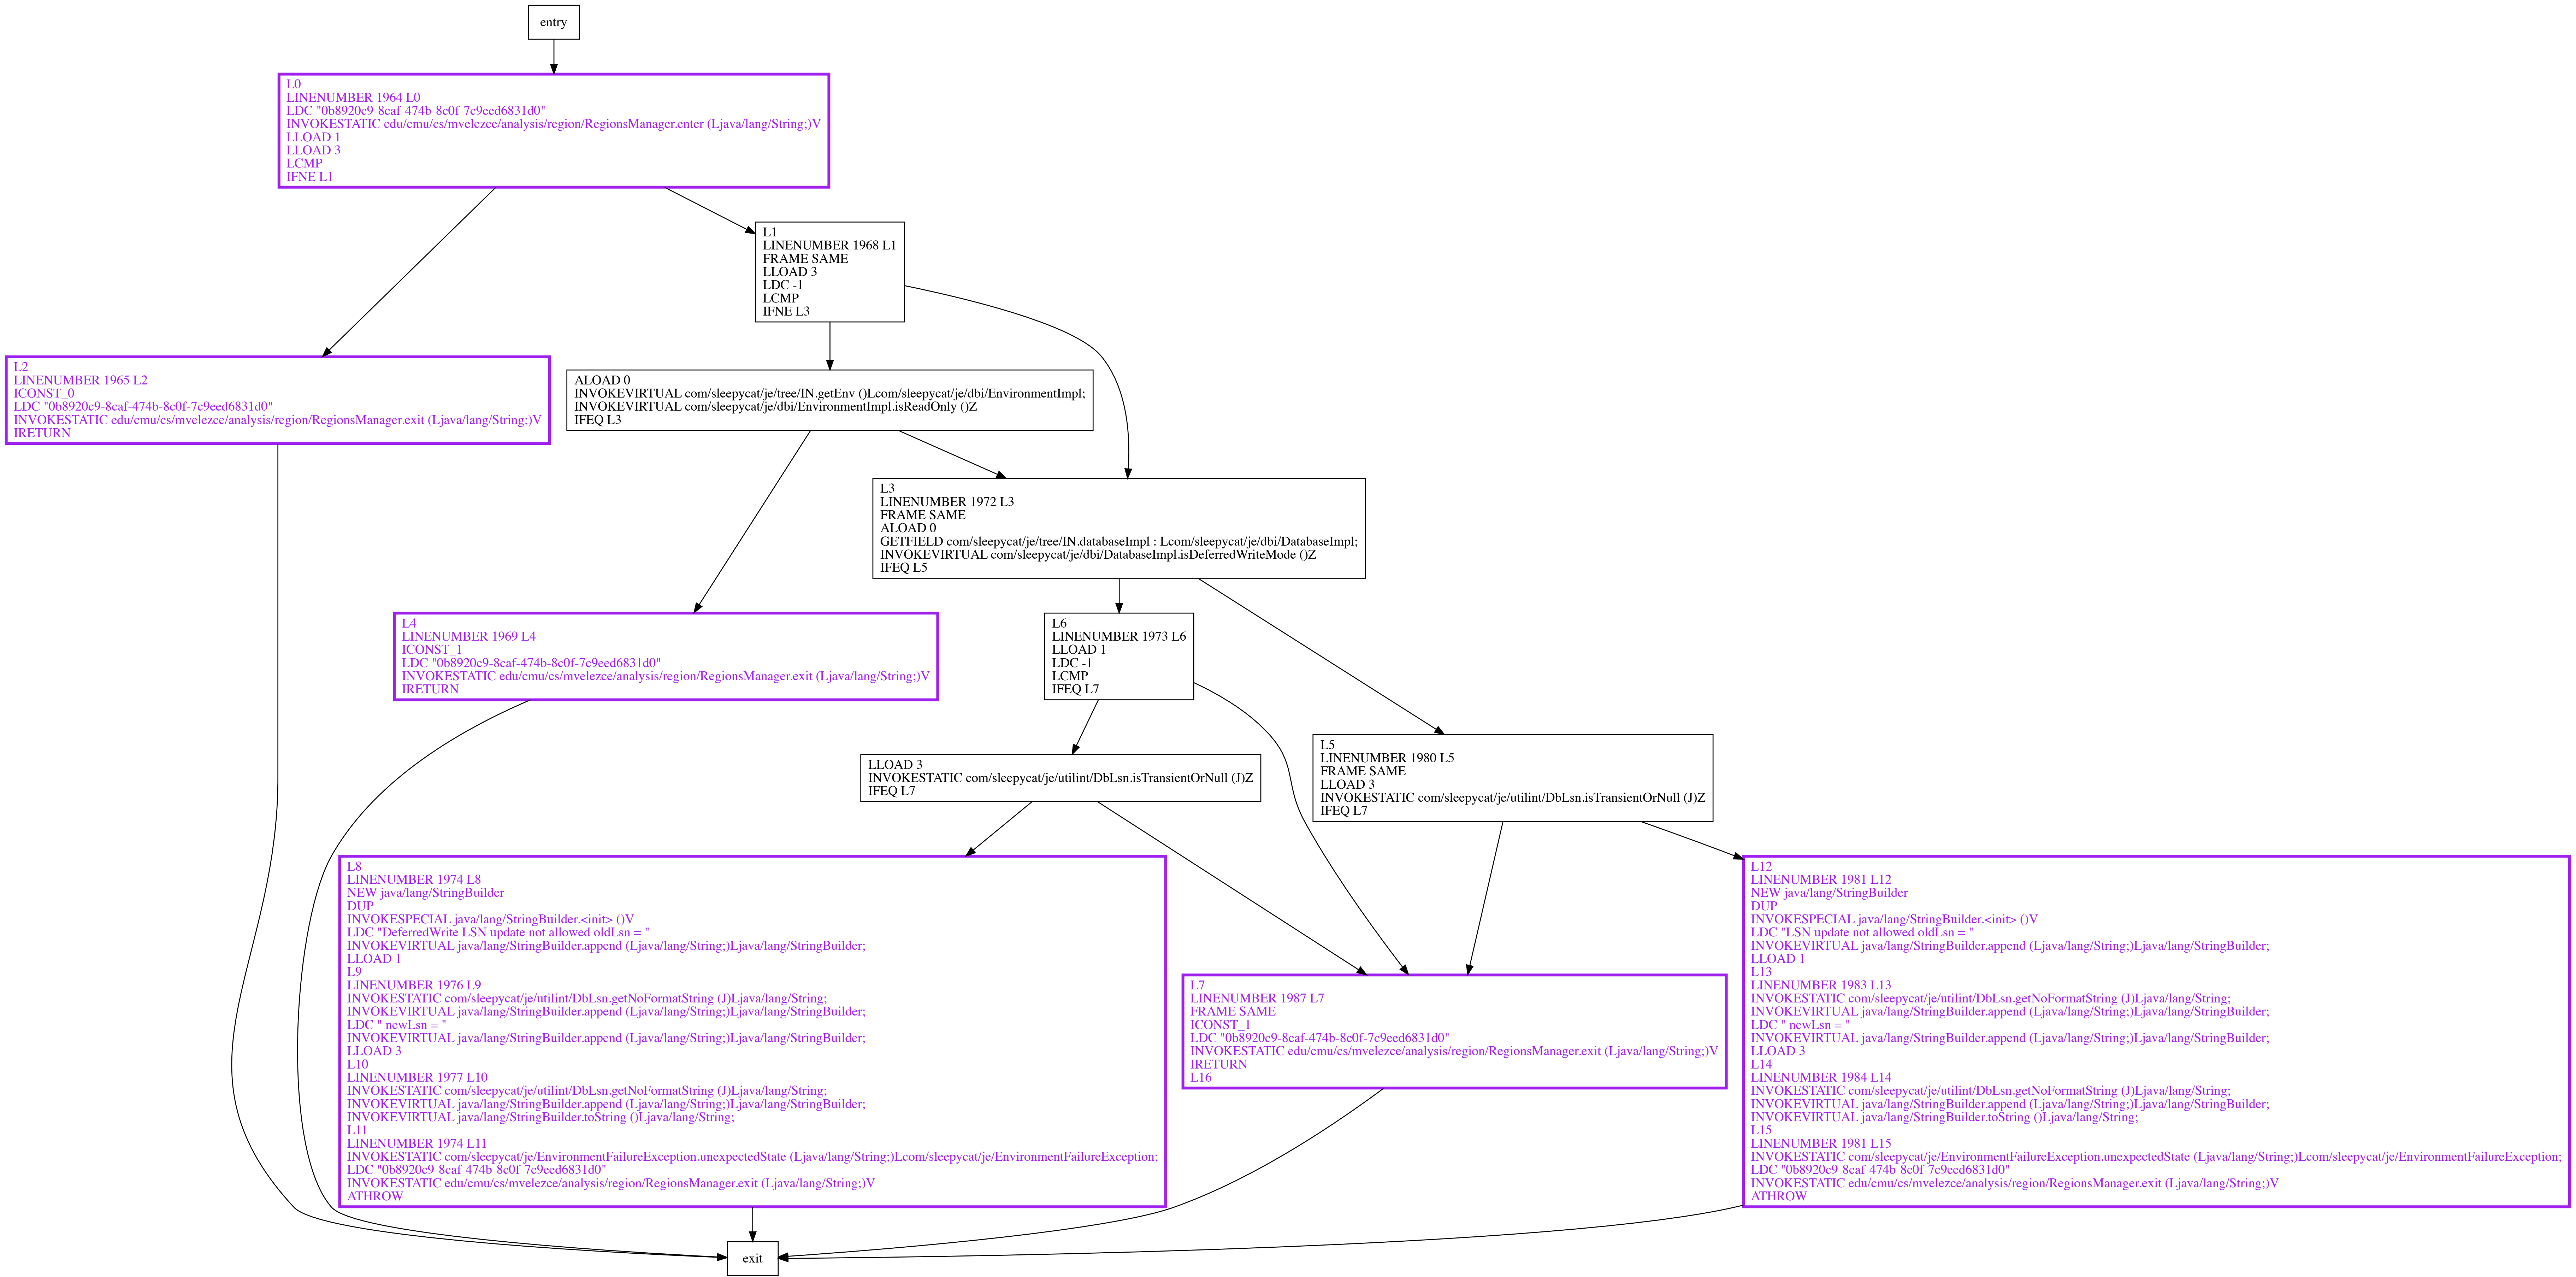 entry
L0
LINENUMBER 1964 L0
LDC "0b8920c9-8caf-474b-8c0f-7c9eed6831d0"
INVOKESTATIC edu/cmu/cs/mvelezce/analysis/region/RegionsManager.enter (Ljava/lang/String;)V
LLOAD 1
LLOAD 3
LCMP
IFNE L1
L1
LINENUMBER 1968 L1
FRAME SAME
LLOAD 3
LDC -1
LCMP
IFNE L3
L2
LINENUMBER 1965 L2
ICONST_0
LDC "0b8920c9-8caf-474b-8c0f-7c9eed6831d0"
INVOKESTATIC edu/cmu/cs/mvelezce/analysis/region/RegionsManager.exit (Ljava/lang/String;)V
IRETURN
ALOAD 0
INVOKEVIRTUAL com/sleepycat/je/tree/IN.getEnv ()Lcom/sleepycat/je/dbi/EnvironmentImpl;
INVOKEVIRTUAL com/sleepycat/je/dbi/EnvironmentImpl.isReadOnly ()Z
IFEQ L3
L3
LINENUMBER 1972 L3
FRAME SAME
ALOAD 0
GETFIELD com/sleepycat/je/tree/IN.databaseImpl : Lcom/sleepycat/je/dbi/DatabaseImpl;
INVOKEVIRTUAL com/sleepycat/je/dbi/DatabaseImpl.isDeferredWriteMode ()Z
IFEQ L5
L4
LINENUMBER 1969 L4
ICONST_1
LDC "0b8920c9-8caf-474b-8c0f-7c9eed6831d0"
INVOKESTATIC edu/cmu/cs/mvelezce/analysis/region/RegionsManager.exit (Ljava/lang/String;)V
IRETURN
L6
LINENUMBER 1973 L6
LLOAD 1
LDC -1
LCMP
IFEQ L7
LLOAD 3
INVOKESTATIC com/sleepycat/je/utilint/DbLsn.isTransientOrNull (J)Z
IFEQ L7
L5
LINENUMBER 1980 L5
FRAME SAME
LLOAD 3
INVOKESTATIC com/sleepycat/je/utilint/DbLsn.isTransientOrNull (J)Z
IFEQ L7
L8
LINENUMBER 1974 L8
NEW java/lang/StringBuilder
DUP
INVOKESPECIAL java/lang/StringBuilder.<init> ()V
LDC "DeferredWrite LSN update not allowed oldLsn = "
INVOKEVIRTUAL java/lang/StringBuilder.append (Ljava/lang/String;)Ljava/lang/StringBuilder;
LLOAD 1
L9
LINENUMBER 1976 L9
INVOKESTATIC com/sleepycat/je/utilint/DbLsn.getNoFormatString (J)Ljava/lang/String;
INVOKEVIRTUAL java/lang/StringBuilder.append (Ljava/lang/String;)Ljava/lang/StringBuilder;
LDC " newLsn = "
INVOKEVIRTUAL java/lang/StringBuilder.append (Ljava/lang/String;)Ljava/lang/StringBuilder;
LLOAD 3
L10
LINENUMBER 1977 L10
INVOKESTATIC com/sleepycat/je/utilint/DbLsn.getNoFormatString (J)Ljava/lang/String;
INVOKEVIRTUAL java/lang/StringBuilder.append (Ljava/lang/String;)Ljava/lang/StringBuilder;
INVOKEVIRTUAL java/lang/StringBuilder.toString ()Ljava/lang/String;
L11
LINENUMBER 1974 L11
INVOKESTATIC com/sleepycat/je/EnvironmentFailureException.unexpectedState (Ljava/lang/String;)Lcom/sleepycat/je/EnvironmentFailureException;
LDC "0b8920c9-8caf-474b-8c0f-7c9eed6831d0"
INVOKESTATIC edu/cmu/cs/mvelezce/analysis/region/RegionsManager.exit (Ljava/lang/String;)V
ATHROW
L7
LINENUMBER 1987 L7
FRAME SAME
ICONST_1
LDC "0b8920c9-8caf-474b-8c0f-7c9eed6831d0"
INVOKESTATIC edu/cmu/cs/mvelezce/analysis/region/RegionsManager.exit (Ljava/lang/String;)V
IRETURN
L16
L12
LINENUMBER 1981 L12
NEW java/lang/StringBuilder
DUP
INVOKESPECIAL java/lang/StringBuilder.<init> ()V
LDC "LSN update not allowed oldLsn = "
INVOKEVIRTUAL java/lang/StringBuilder.append (Ljava/lang/String;)Ljava/lang/StringBuilder;
LLOAD 1
L13
LINENUMBER 1983 L13
INVOKESTATIC com/sleepycat/je/utilint/DbLsn.getNoFormatString (J)Ljava/lang/String;
INVOKEVIRTUAL java/lang/StringBuilder.append (Ljava/lang/String;)Ljava/lang/StringBuilder;
LDC " newLsn = "
INVOKEVIRTUAL java/lang/StringBuilder.append (Ljava/lang/String;)Ljava/lang/StringBuilder;
LLOAD 3
L14
LINENUMBER 1984 L14
INVOKESTATIC com/sleepycat/je/utilint/DbLsn.getNoFormatString (J)Ljava/lang/String;
INVOKEVIRTUAL java/lang/StringBuilder.append (Ljava/lang/String;)Ljava/lang/StringBuilder;
INVOKEVIRTUAL java/lang/StringBuilder.toString ()Ljava/lang/String;
L15
LINENUMBER 1981 L15
INVOKESTATIC com/sleepycat/je/EnvironmentFailureException.unexpectedState (Ljava/lang/String;)Lcom/sleepycat/je/EnvironmentFailureException;
LDC "0b8920c9-8caf-474b-8c0f-7c9eed6831d0"
INVOKESTATIC edu/cmu/cs/mvelezce/analysis/region/RegionsManager.exit (Ljava/lang/String;)V
ATHROW
exit